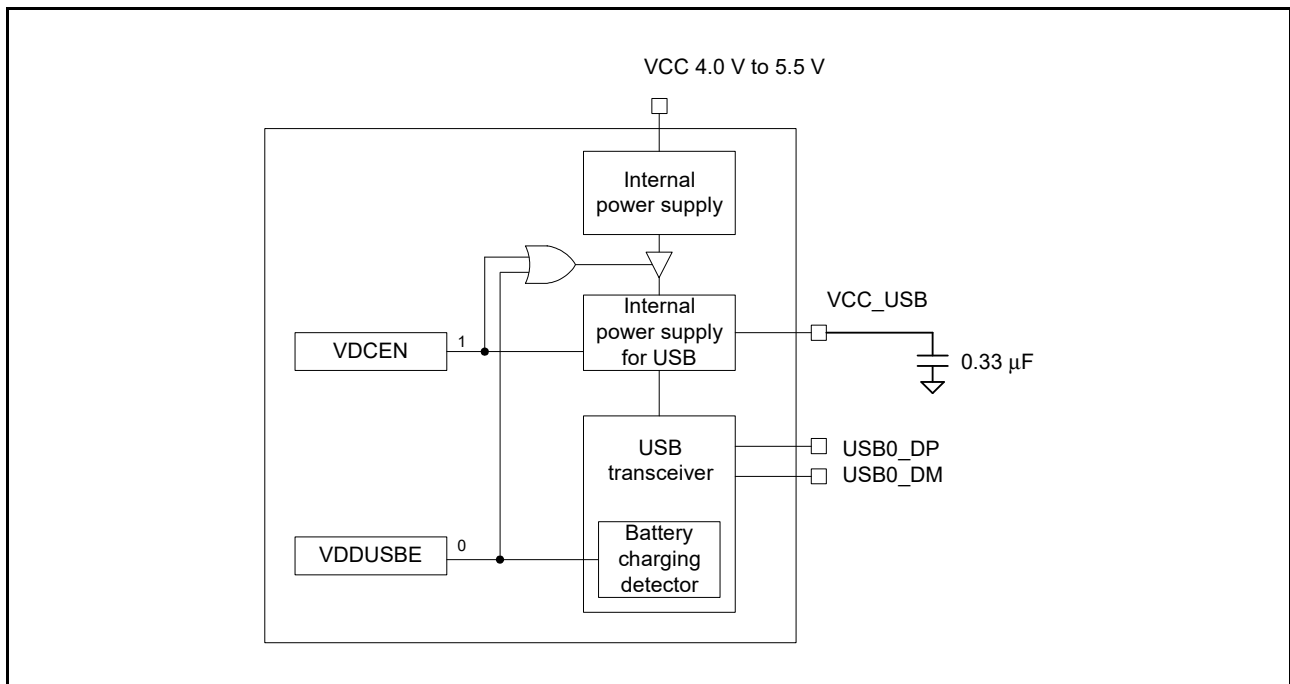 VCC 4.0 V to 5.5 V
Internal
power supply
VCC_USB
Internal
power supply
for USB
VDCEN
1
0.33 μF
USB
transceiver
USB0_DP
USB0_DM
Battery
charging
detector
VDDUSBE
0